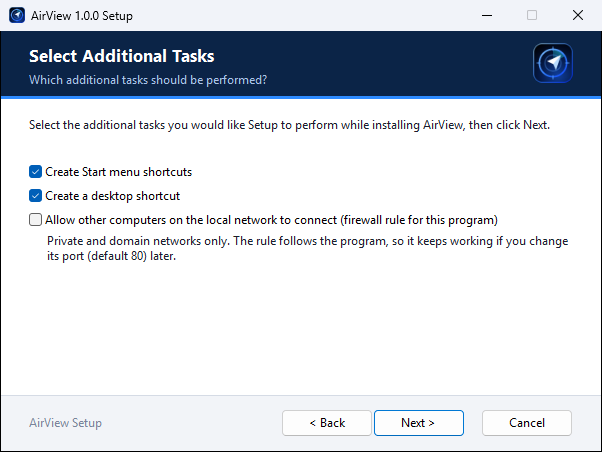 AirView 1.0.0 Setup
Select Additional Tasks
Which additional tasks should be performed?
Select the additional tasks you would like Setup to perform while installing AirView, then click Next.
Create Start menu shortcuts
Create a desktop shortcut
Allow other computers on the local network to connect (firewall rule for this program)
Private and domain networks only. The rule follows the program, so it keeps working if you change
its port (default 80) later.
AirView Setup
< Back
Next >
Cancel